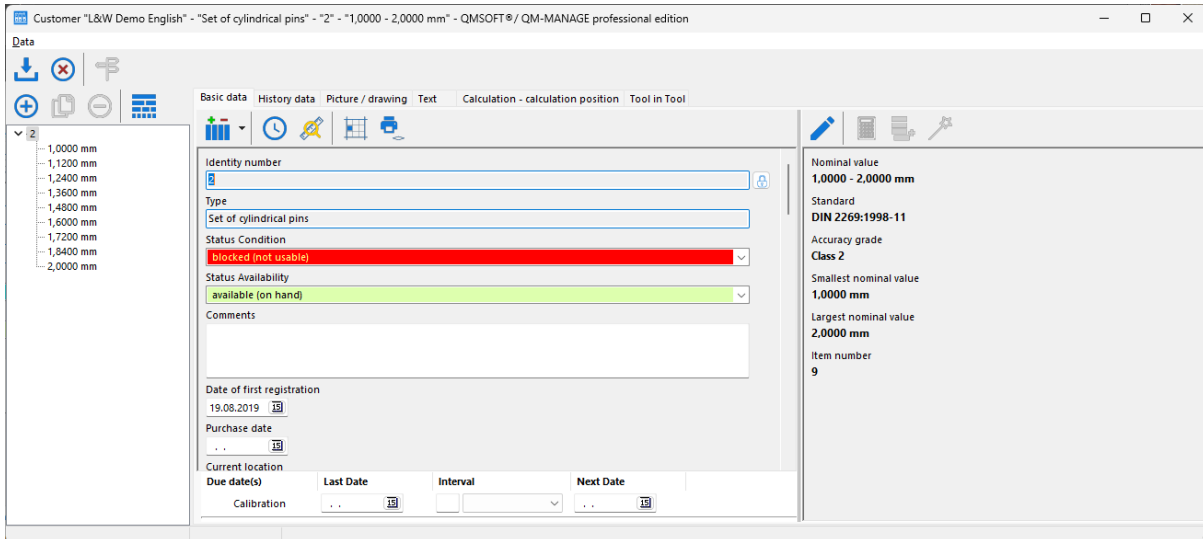 Customer "L&W Demo English" - "Set of cylindrical pins" - "2" - "1,0000 - 2,0000 mm" - QMSOFT®/ QM-MANAGE professional edition
Data
Basic data History data Picture / drawing Text Calculation - calculation position Tool in Tool
2
1,0000 mm
1,1200 mm
1,2400 mm
1,3600 mm
1,4800 mm
1,6000 mm
1,7200 mm
1,8400 mm
2,0000 mm
Identity number
2
Type
Set of cylindrical pins
Status Condition
blocked (not usable)
Status Availability
available (on hand)
Comments
Date of first registration
19.08.2019 15
Purchase date
. . 15
Current location
Due date(s) Last Date Interval Next Date
Calibration . . 15 . . 15
Nominal value
1,0000 - 2,0000 mm
Standard
DIN 2269:1998-11
Accuracy grade
Class 2
Smallest nominal value
1,0000 mm
Largest nominal value
2,0000 mm
Item number
9